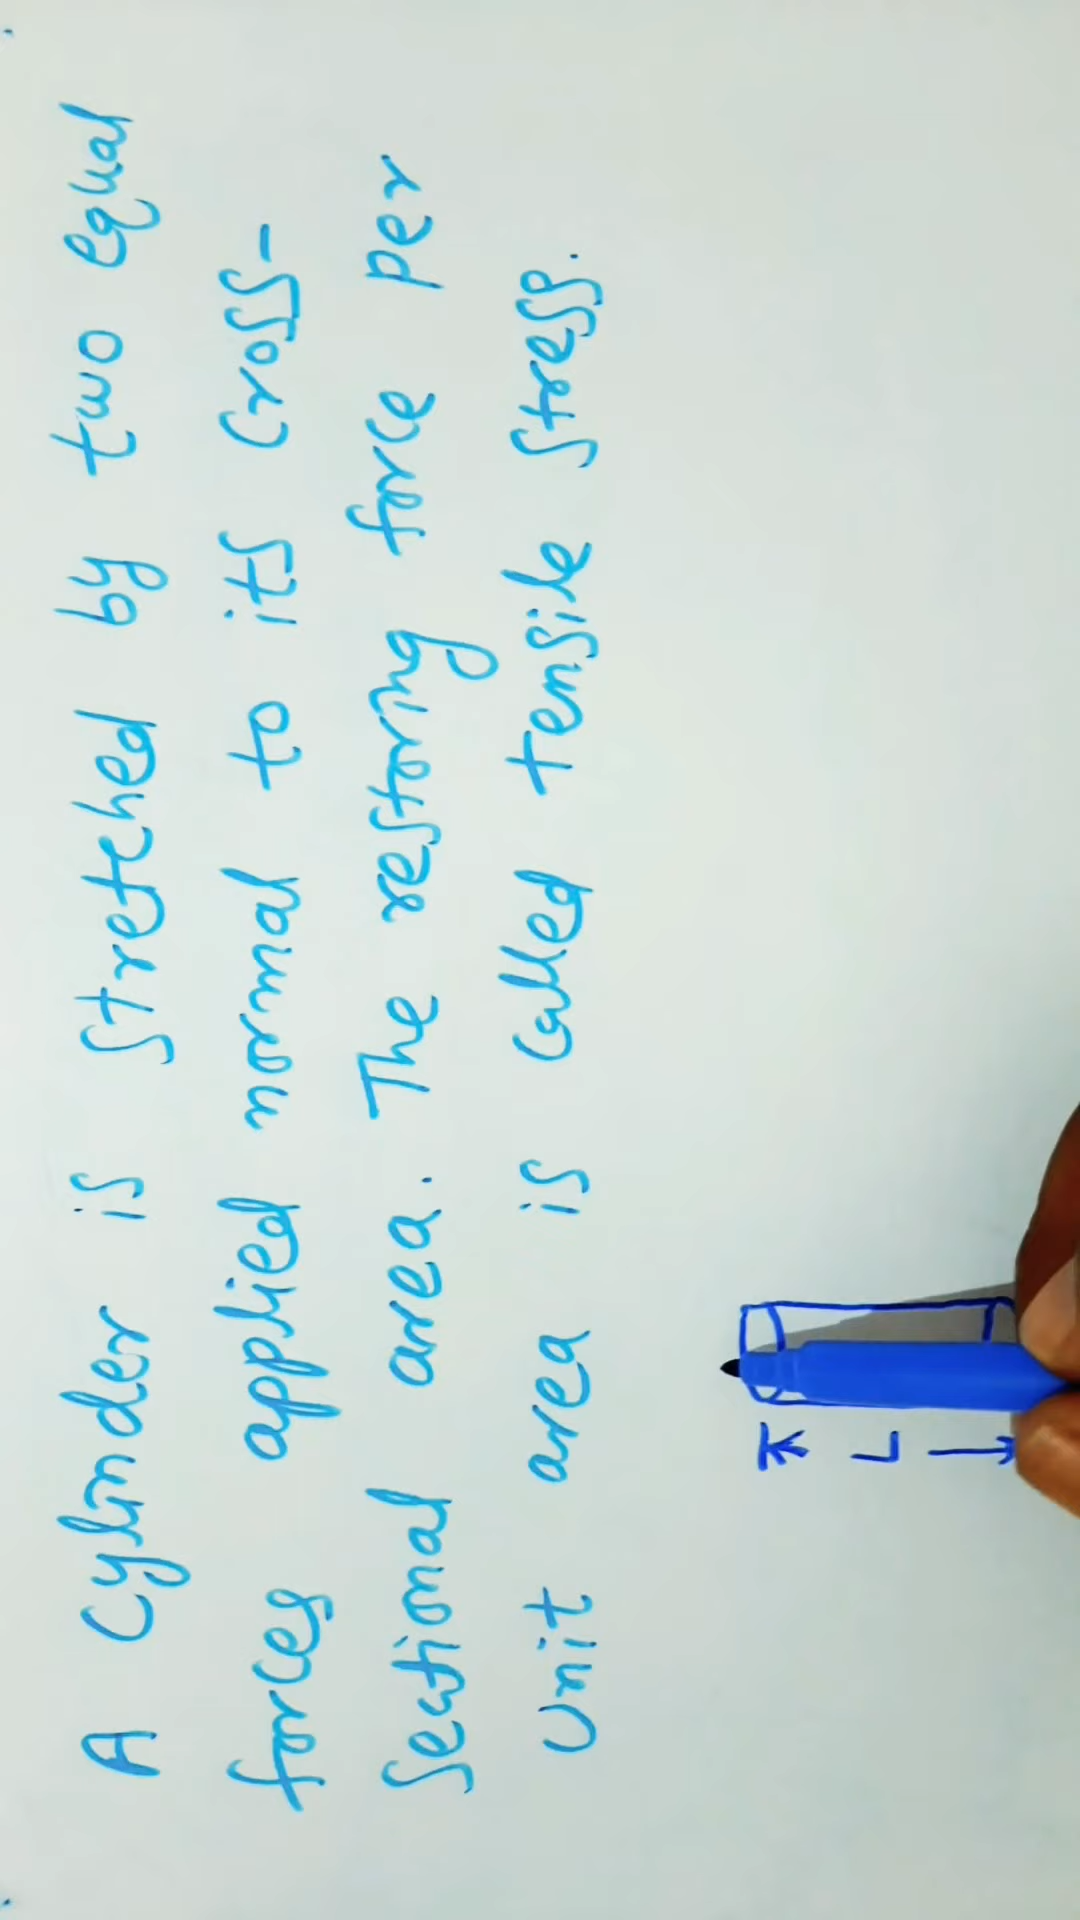 A cylinder is stretched by two equal
forces applied normal to its cross-
sectional area. The restoring force per
unit area is called tensile stress.
L